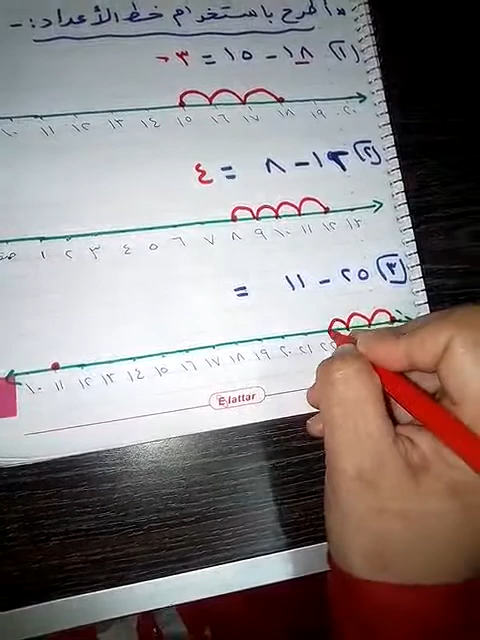 * اطرح باستخدام خط الأعداد:-
(١) ١٨ - ١٥ = ٣
١٠ ١١ ١٢ ١٣ ١٤ ١٥ ١٦ ١٧ ١٨ ١٩ ٢٠
(٢) ١٢ - ٨ = ٤
١ ٢ ٣ ٤ ٥ ٦ ٧ ٨ ٩ ١٠ ١١ ١٢ ١٣
(٣) ٢٥ - ١١ =
١٠ ١١ ١٢ ١٣ ١٤ ١٥ ١٦ ١٧ ١٨ ١٩ ٢٠ ٢١
Elattar